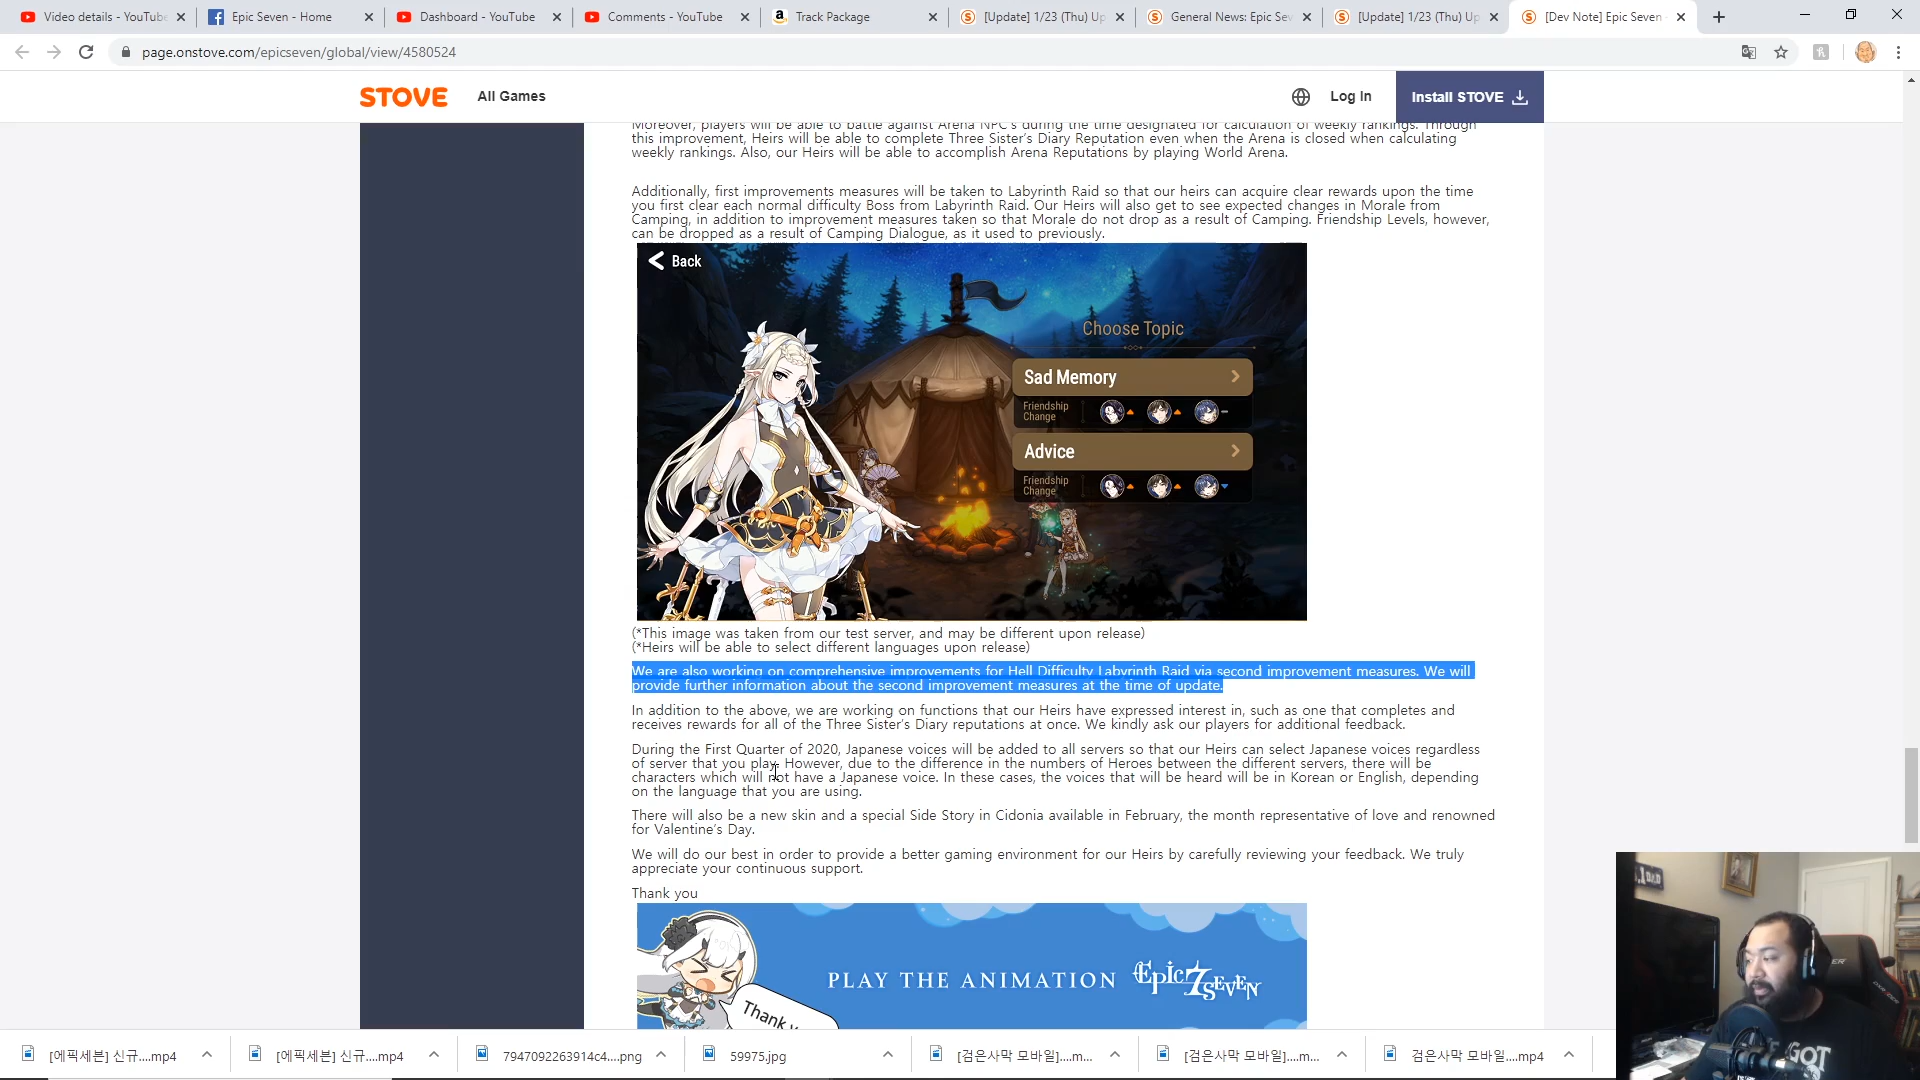 Video details - YouTube
Epic Seven - Home
Dashboard - YouTube
Comments - YouTube
Track Package
[Update] 1/23 (Thu) Up
General News: Epic Sev
[Update] 1/23 (Thu) Up
[Dev Note] Epic Seven
page.onstove.com/epicseven/global/view/4580524
STOVE
All Games
Log In
Install STOVE
Moreover, players will be able to battle against Arena NPC's during the time designated for calculation of weekly rankings. Through
this improvement, Heirs will be able to complete Three Sister's Diary Reputation even when the Arena is closed when calculating
weekly rankings. Also, our Heirs will be able to accomplish Arena Reputations by playing World Arena.
Additionally, first improvements measures will be taken to Labyrinth Raid so that our heirs can acquire clear rewards upon the time
you first clear each normal difficulty Boss from Labyrinth Raid. Our Heirs will also get to see expected changes in Morale from
Camping, in addition to improvement measures taken so that Morale do not drop as a result of Camping. Friendship Levels, however,
can be dropped as a result of Camping Dialogue, as it used to previously.
Back
Choose Topic
Sad Memory
Friendship
Change
Advice
Friendship
Change
(*This image was taken from our test server, and may be different upon release)
(*Heirs will be able to select different languages upon release)
We are also working on comprehensive improvements for Hell Difficulty Labyrinth Raid via second improvement measures. We will
provide further information about the second improvement measures at the time of update.
In addition to the above, we are working on functions that our Heirs have expressed interest in, such as one that completes and
receives rewards for all of the Three Sister's Diary reputations at once. We kindly ask our players for additional feedback.
During the First Quarter of 2020, Japanese voices will be added to all servers so that our Heirs can select Japanese voices regardless
of server that you play. However, due to the difference in the numbers of Heroes between the different servers, there will be
characters which will not have a Japanese voice. In these cases, the voices that will be heard will be in Korean or English, depending
on the language that you are using.
There will also be a new skin and a special Side Story in Cidonia available in February, the month representative of love and renowned
for Valentine's Day.
We will do our best in order to provide a better gaming environment for our Heirs by carefully reviewing your feedback. We truly
appreciate your continuous support.
Thank you
PLAY THE ANIMATION EPIC SEVEN
Thank
[에픽세븐] 신규....mp4
[에픽세븐] 신규....mp4
7947092263914c4....png
59975.jpg
[검은사막 모바일]....m...
[검은사막 모바일]....m...
검은사막 모바일....mp4
GOT